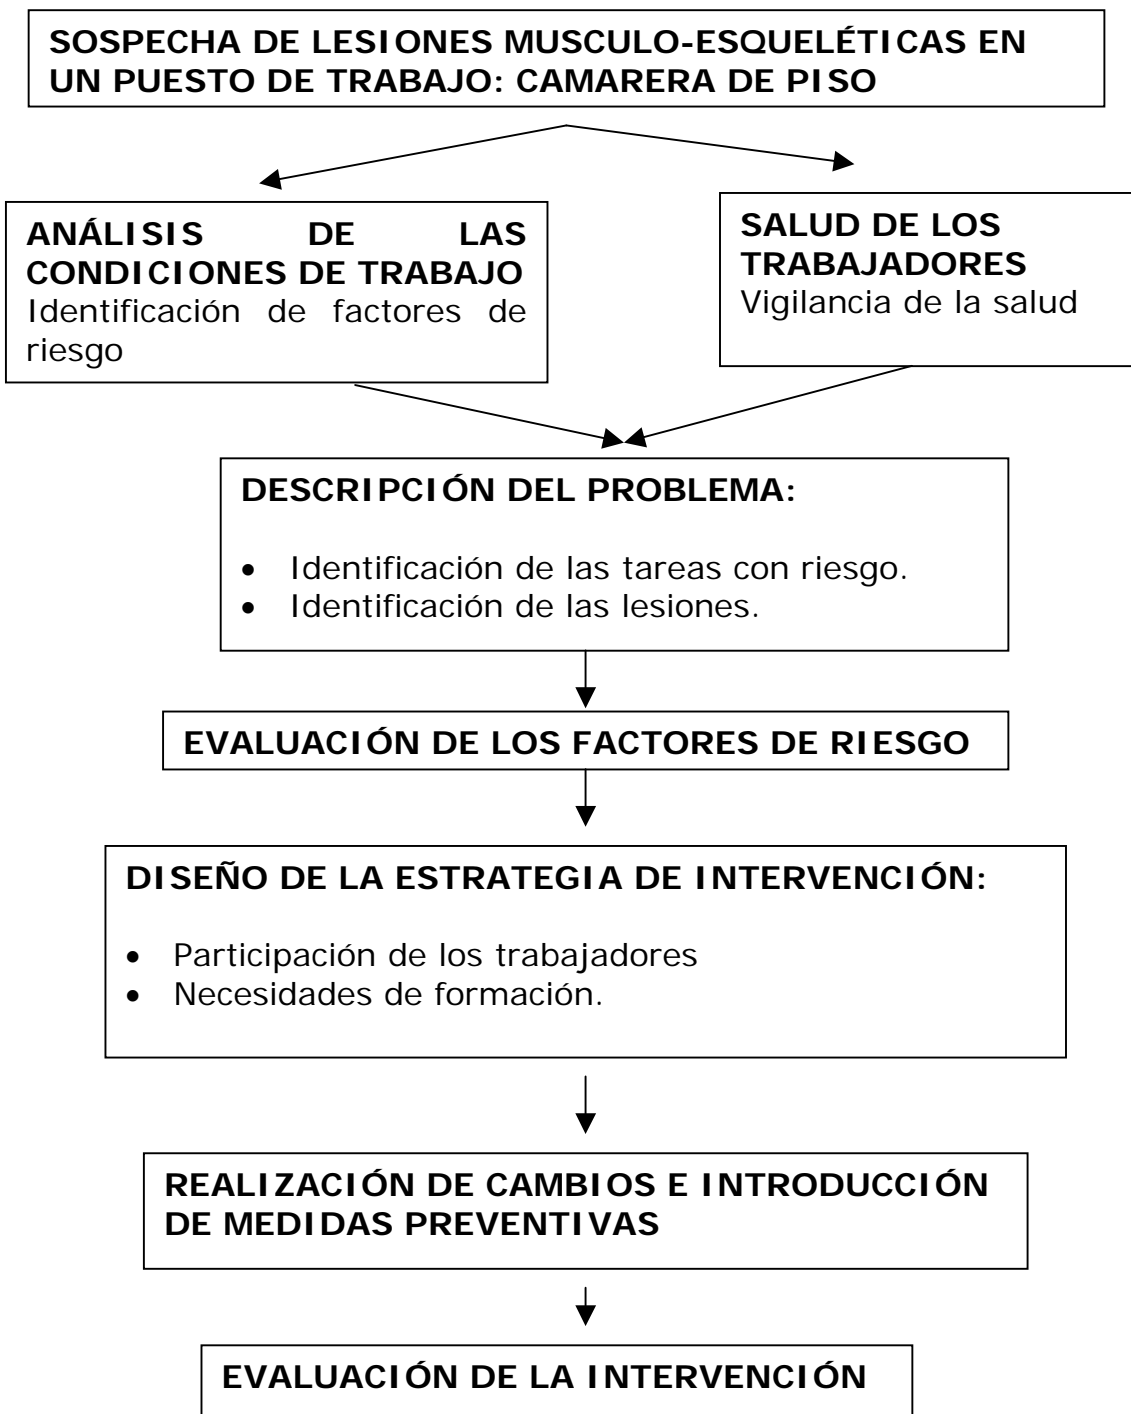 SOSPECHA DE LESIONES MUSCULO-ESQUELÉTICAS EN
UN PUESTO DE TRABAJO: CAMARERA DE PISO
ANÁLISIS DE LAS
CONDICIONES DE TRABAJO
Identificación de factores de
riesgo
SALUD DE LOS
TRABAJADORES
Vigilancia de la salud
DESCRIPCIÓN DEL PROBLEMA:
• Identificación de las tareas con riesgo.
• Identificación de las lesiones.
EVALUACIÓN DE LOS FACTORES DE RIESGO
DISEÑO DE LA ESTRATEGIA DE INTERVENCIÓN:
• Participación de los trabajadores
• Necesidades de formación.
REALIZACIÓN DE CAMBIOS E INTRODUCCIÓN
DE MEDIDAS PREVENTIVAS
EVALUACIÓN DE LA INTERVENCIÓN